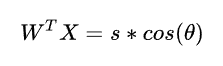 W^T X = s * cos(θ)